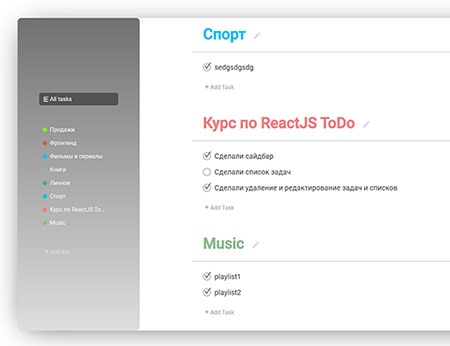 All tasks
Продажи
Фронтенд
Фильмы и сериалы
Книги
Личное
Спорт
Курс по ReactJS To...
Music
+ Add list
Спорт
sedgsdgsdg
+ Add Task
Курс по ReactJS ToDo
Сделали сайдбар
Сделали список задач
Сделали удаление и редактирование задач и списков
+ Add Task
Music
playlist1
playlist2
+ Add Task